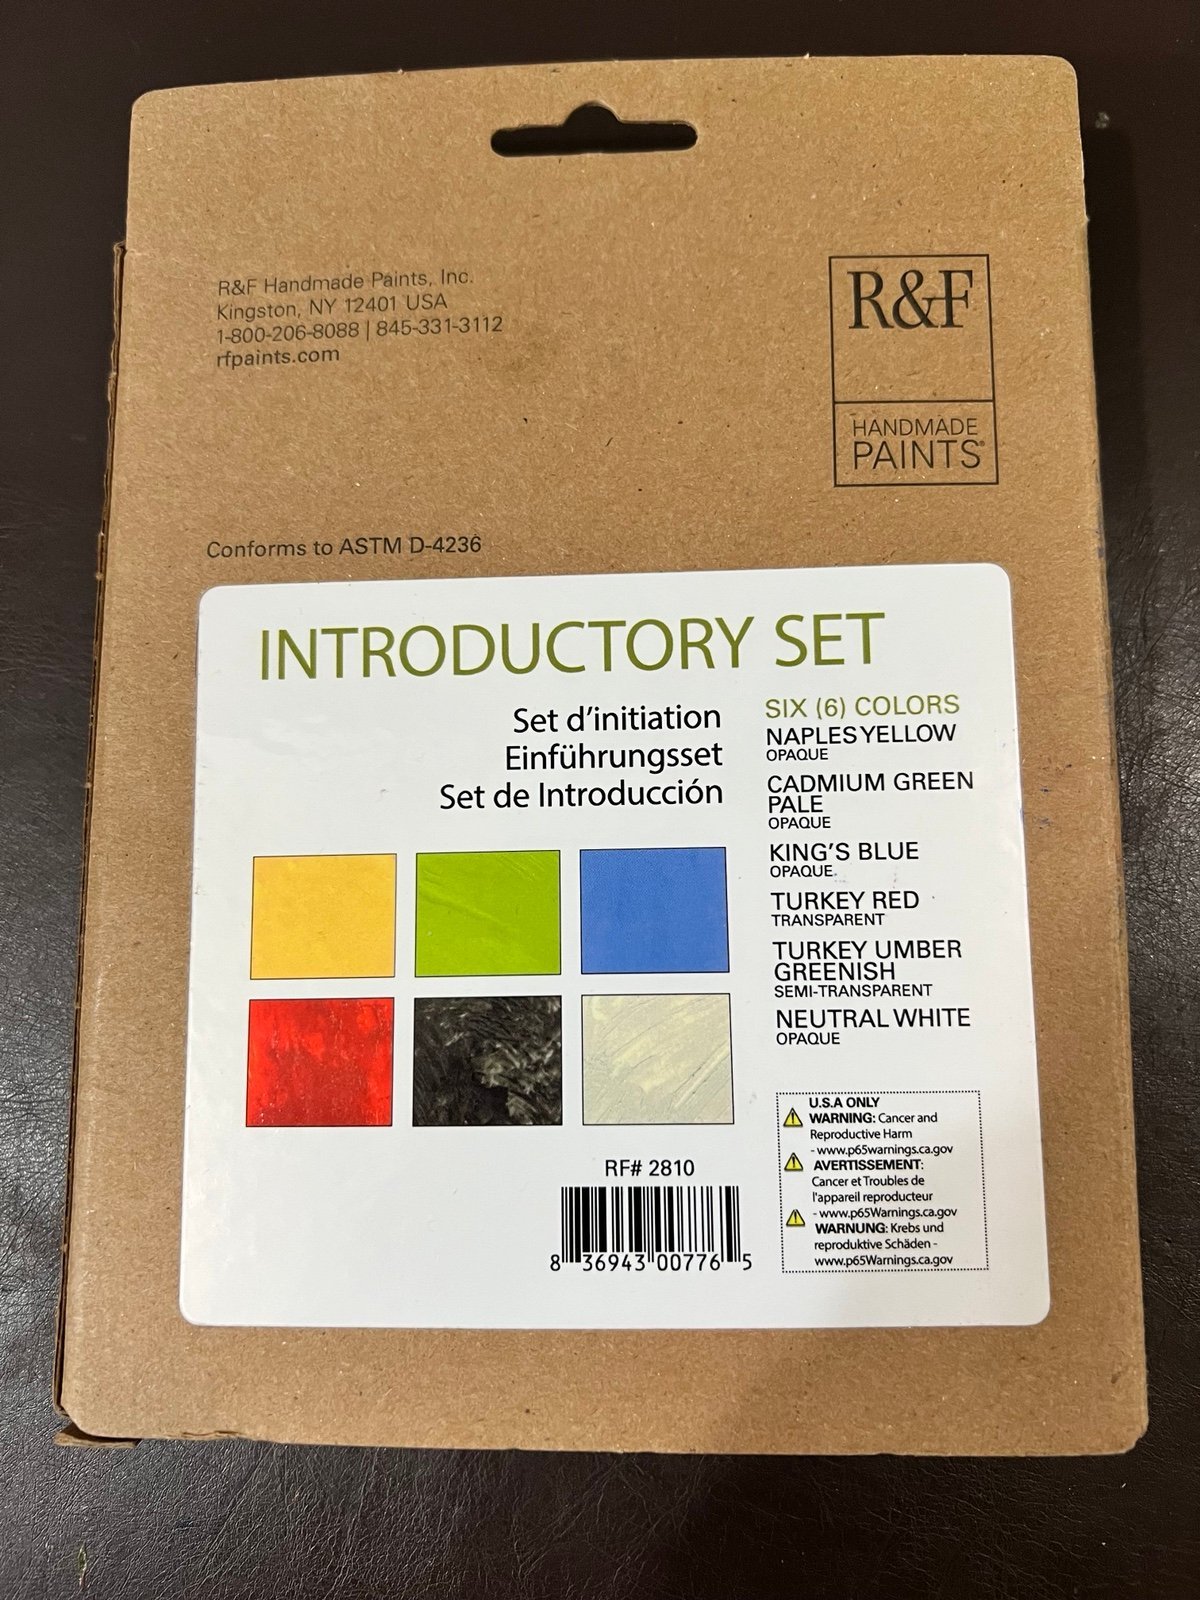 R&F Handmade Paints, Inc.
Kingston, NY 12401 USA
1-800-206-8088 | 845-331-3112
rfpaints.com
R&F
HANDMADE
PAINTS®
Conforms to ASTM D-4236
INTRODUCTORY SET
Set d'initiation
Einführungsset
Set de Introducción
SIX (6) COLORS
NAPLES YELLOW
OPAQUE
CADMIUM GREEN
PALE
OPAQUE
KING'S BLUE
OPAQUE
TURKEY RED
TRANSPARENT
TURKEY UMBER
GREENISH
SEMI-TRANSPARENT
NEUTRAL WHITE
OPAQUE
RF# 2810
8 36943 00776 5
U.S.A ONLY
WARNING: Cancer and
Reproductive Harm
- www.p65warnings.ca.gov
AVERTISSEMENT:
Cancer et Troubles de
l'appareil reproducteur
- www.p65Warnings.ca.gov
WARNUNG: Krebs und
reproduktive Schäden -
www.p65Warnings.ca.gov